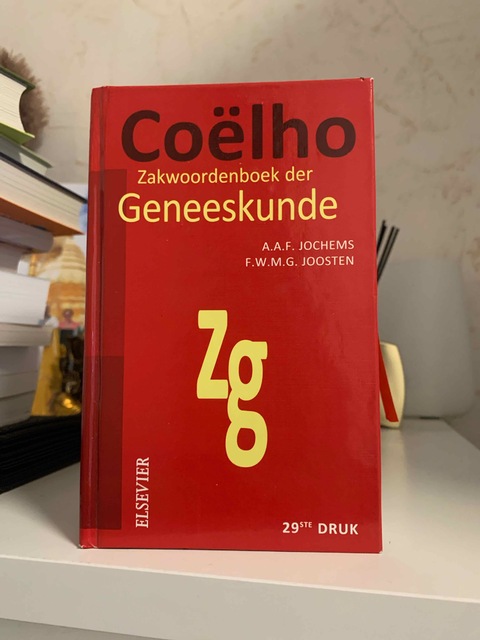 Coëlho
Zakwoordenboek der
Geneeskunde
A.A.F. JOCHEMS
F.W.M.G. JOOSTEN
Zg
ELSEVIER
29STE DRUK